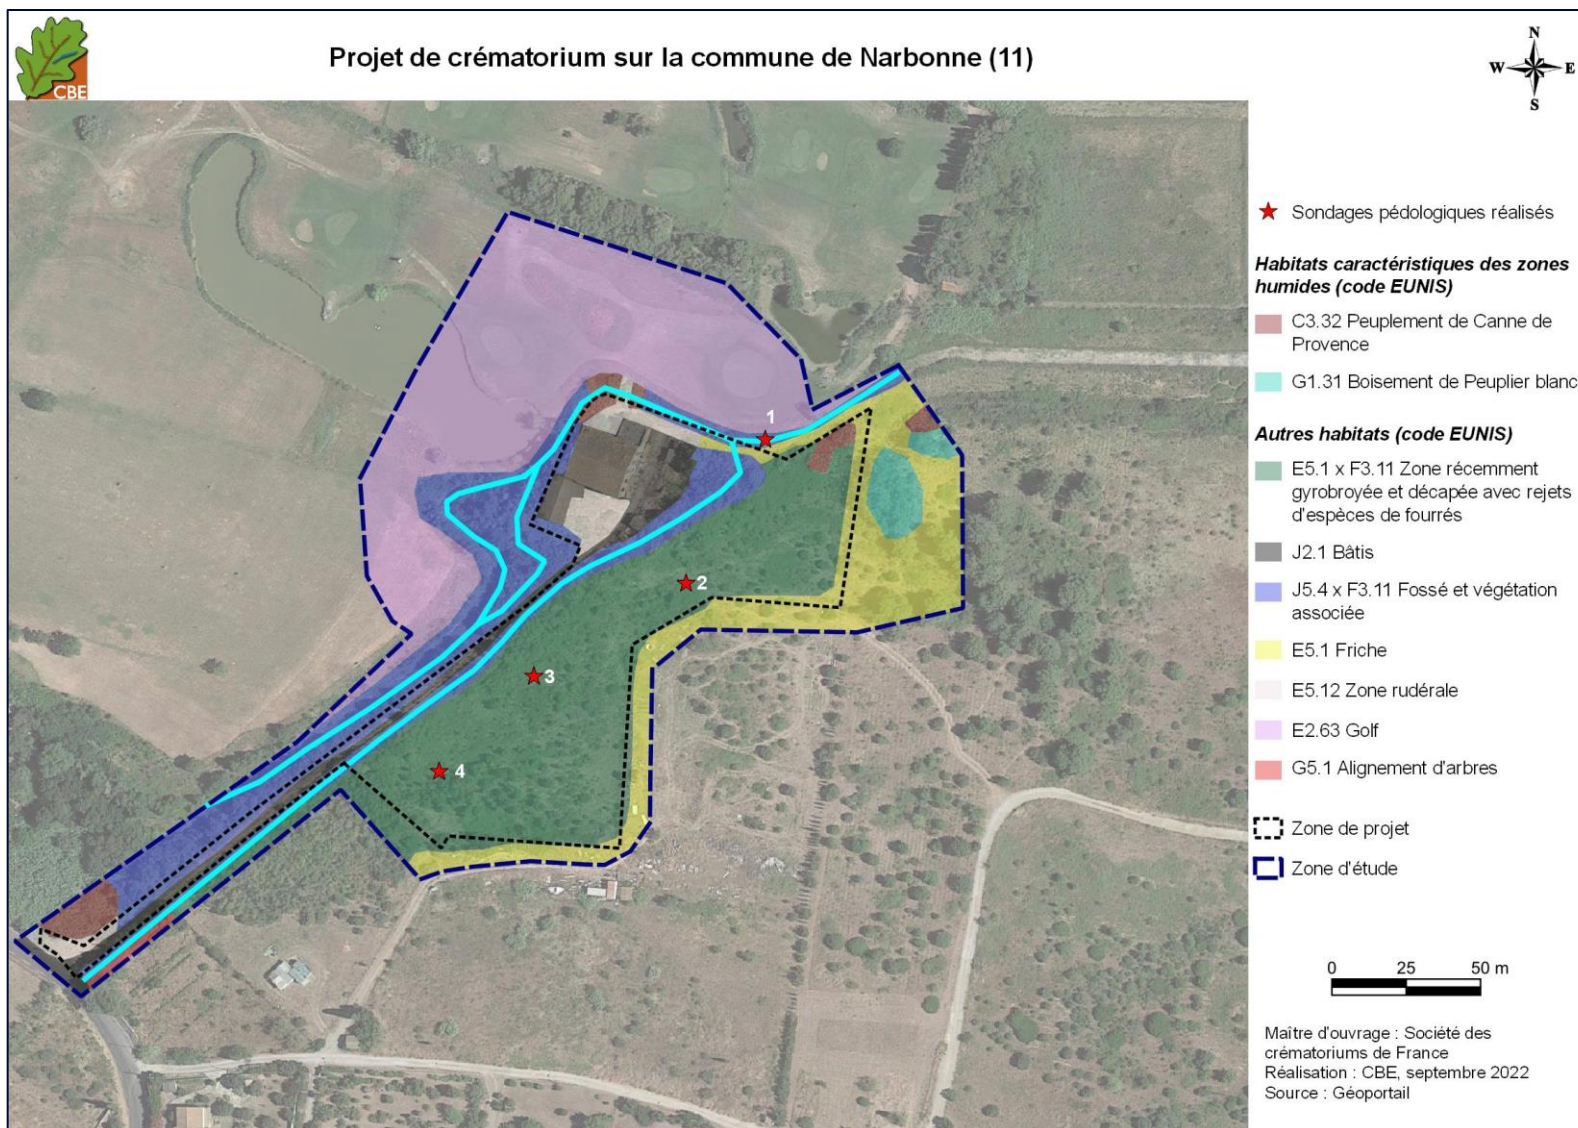 CBE
Projet de crématorium sur la commune de Narbonne (11)
N
W E
S
1
2
3
4
Sondages pédologiques réalisés
Habitats caractéristiques des zones
humides (code EUNIS)
C3.32 Peuplement de Canne de
Provence
G1.31 Boisement de Peuplier blanc
Autres habitats (code EUNIS)
E5.1 x F3.11 Zone récemment
gyrobroyée et décapée avec rejets
d'espèces de fourrés
J2.1 Bâtis
J5.4 x F3.11 Fossé et végétation
associée
E5.1 Friche
E5.12 Zone rudérale
E2.63 Golf
G5.1 Alignement d'arbres
Zone de projet
Zone d'étude
0 25 50 m
Maître d'ouvrage : Société des
crématoriums de France
Réalisation : CBE, septembre 2022
Source : Géoportail